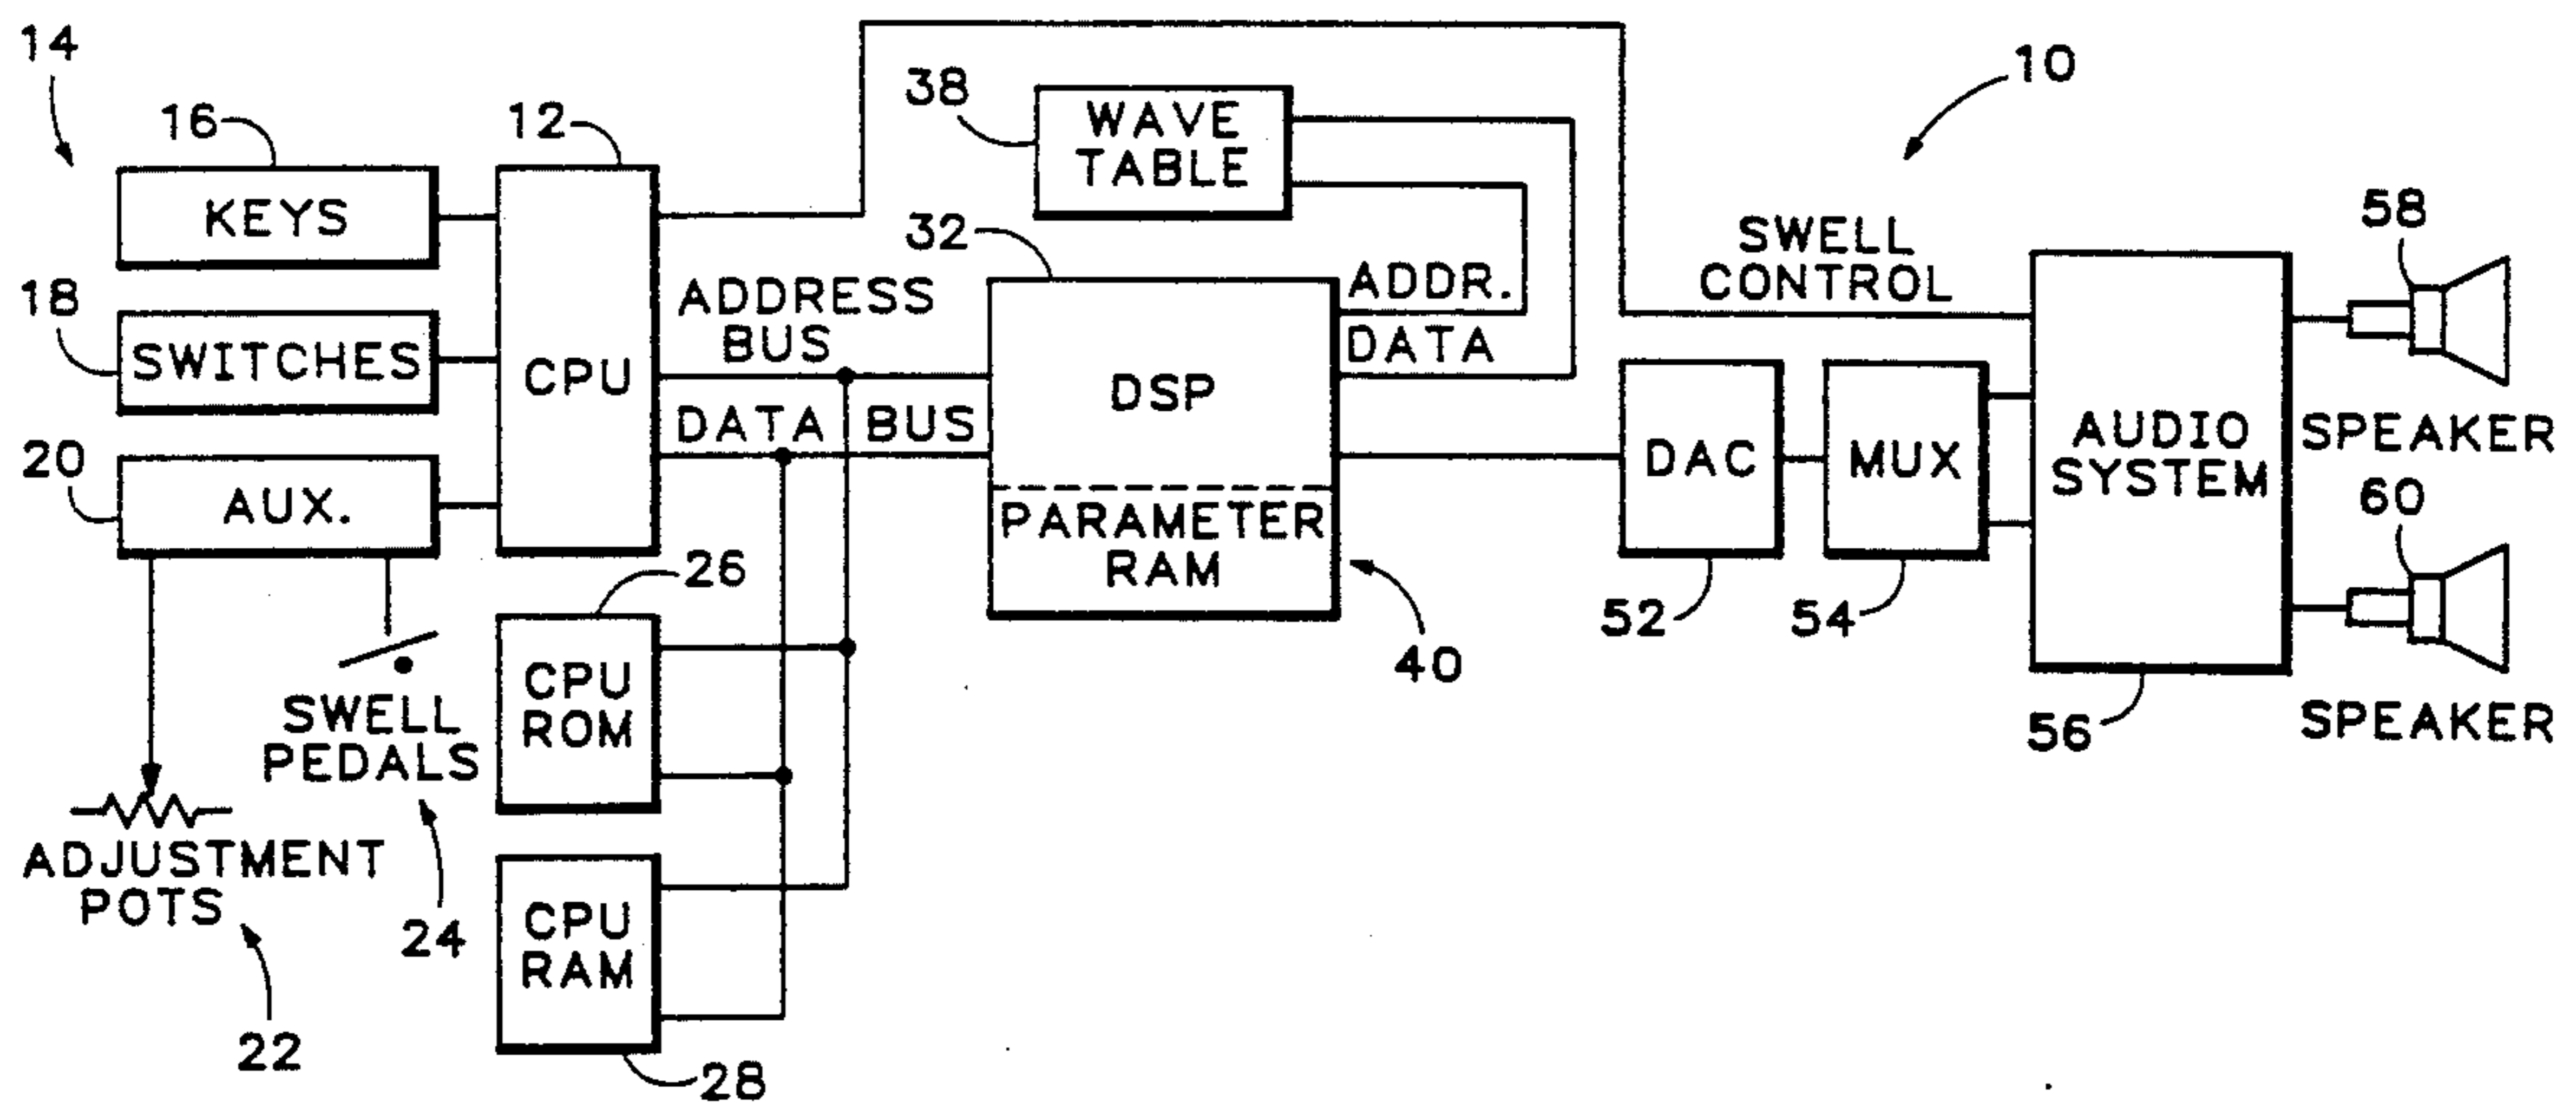 14
16
KEYS
18
SWITCHES
20
AUX.
SWELL
PEDALS
24
ADJUSTMENT
POTS
22
12
CPU
26
CPU
ROM
CPU
RAM
28
ADDRESS
BUS
DATA BUS
38
WAVE
TABLE
32
DSP
PARAMETER
RAM
40
ADDR.
DATA
10
SWELL
CONTROL
DAC
52
MUX
54
AUDIO
SYSTEM
56
58
SPEAKER
60
SPEAKER